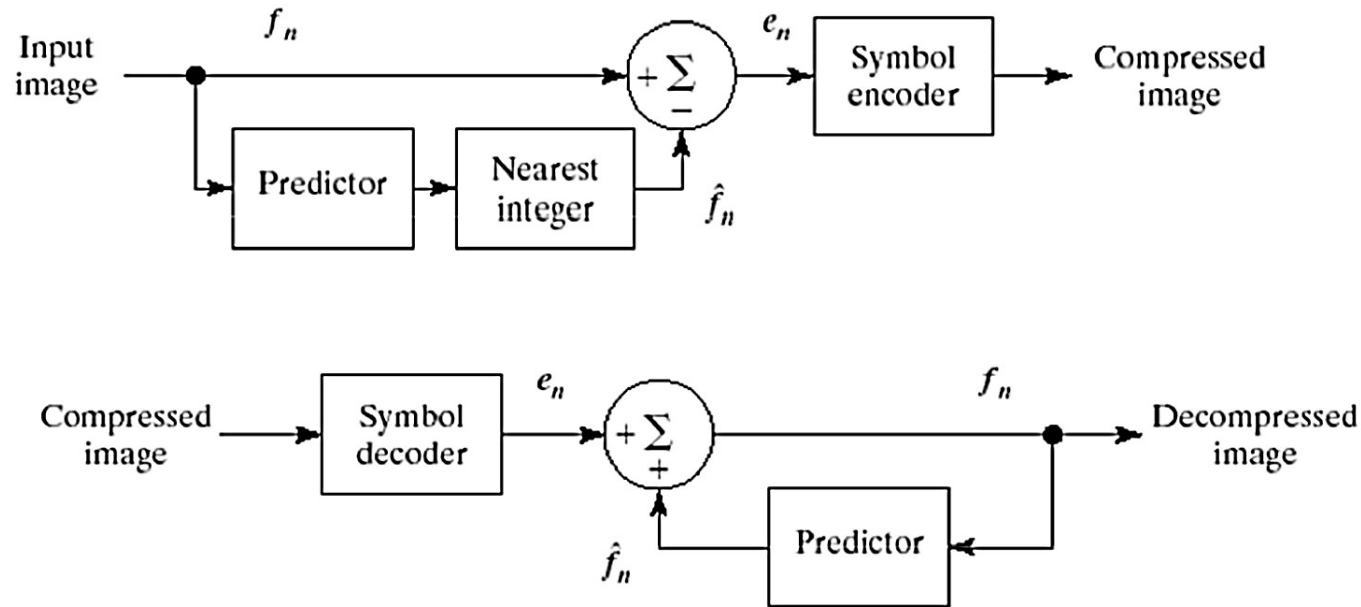 f_n
e_n
Input
image
+ Σ
−
Symbol
encoder
Compressed
image
Predictor
Nearest
integer
f̂_n
Compressed
image
Symbol
decoder
e_n
+ Σ
+
f_n
Decompressed
image
f̂_n
Predictor